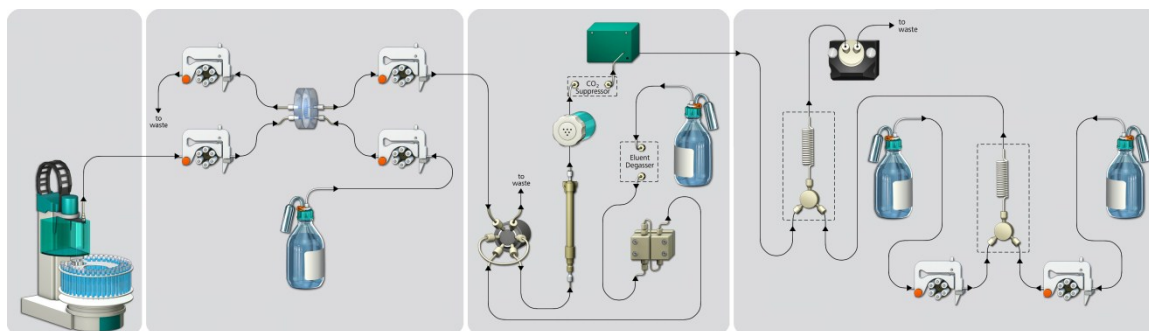 to
waste
to
waste
CO₂
Suppressor
Eluent
Degasser
to
waste